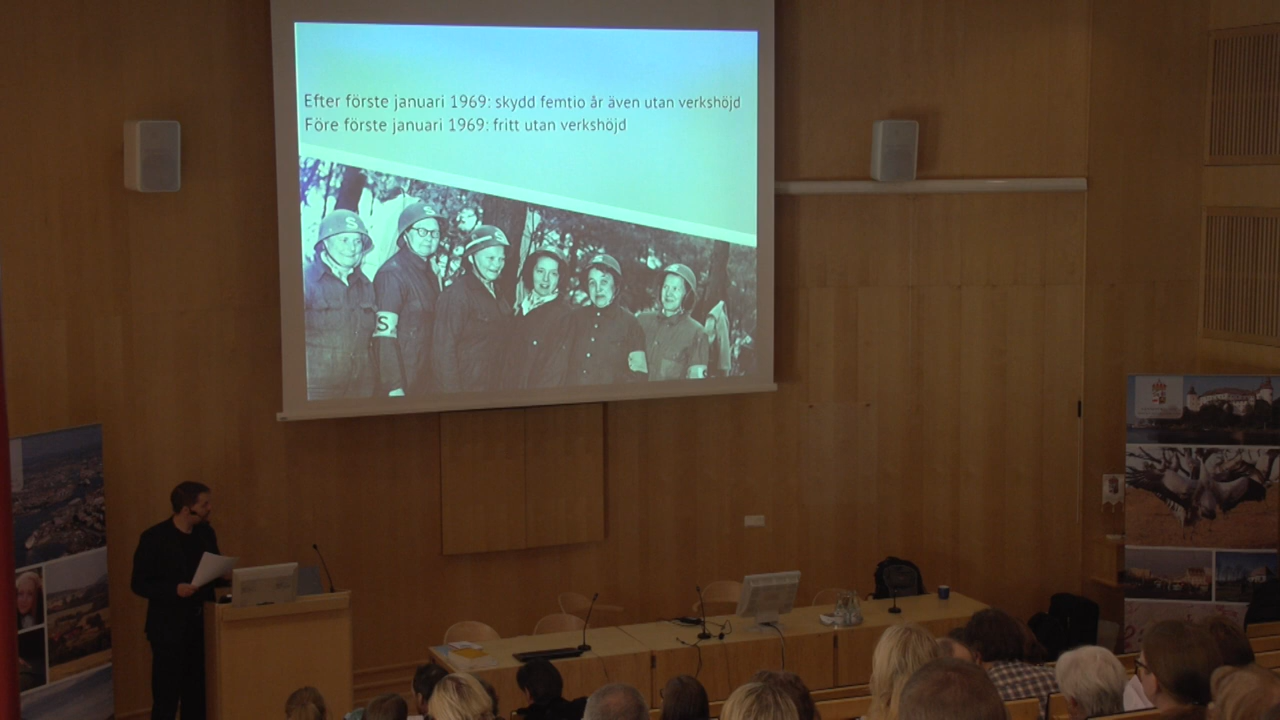 Efter förste januari 1969: skydd femtio år även utan verkshöjd
Före förste januari 1969: fritt utan verkshöjd
S
S